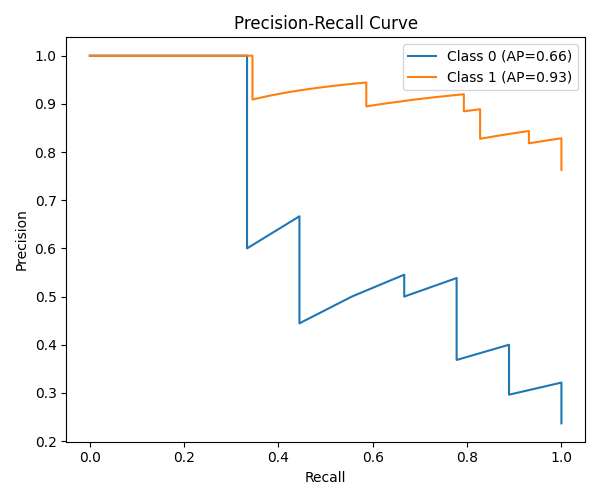 Precision-Recall Curve
Class 0 (AP=0.66)
Class 1 (AP=0.93)
Precision
1.0
0.9
0.8
0.7
0.6
0.5
0.4
0.3
0.2
0.0 0.2 0.4 0.6 0.8 1.0
Recall